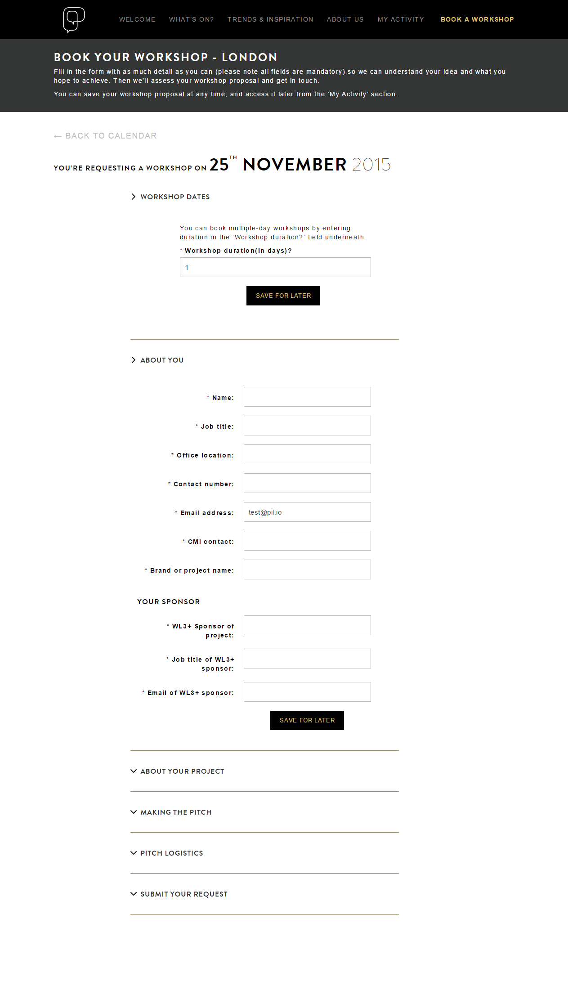 WELCOME WHAT'S ON? TRENDS & INSPIRATION ABOUT US MY ACTIVITY BOOK A WORKSHOP
BOOK YOUR WORKSHOP - LONDON
Fill in the form with as much detail as you can (please note all fields are mandatory) so we can understand your idea and what you
hope to achieve. Then we'll assess your workshop proposal and get in touch.
You can save your workshop proposal at any time, and access it later from the ‘My Activity’ section.
← BACK TO CALENDAR
YOU'RE REQUESTING A WORKSHOP ON 25TH NOVEMBER 2015
WORKSHOP DATES
You can book multiple-day workshops by entering
duration in the ‘Workshop duration?’ field underneath.
* Workshop duration(in days)?
1
SAVE FOR LATER
ABOUT YOU
* Name:
* Job title:
* Office location:
* Contact number:
* Email address: test@pil.io
* CMI contact:
* Brand or project name:
YOUR SPONSOR
* WL3+ Sponsor of
project:
* Job title of WL3+
sponsor:
* Email of WL3+ sponsor:
SAVE FOR LATER
ABOUT YOUR PROJECT
MAKING THE PITCH
PITCH LOGISTICS
SUBMIT YOUR REQUEST